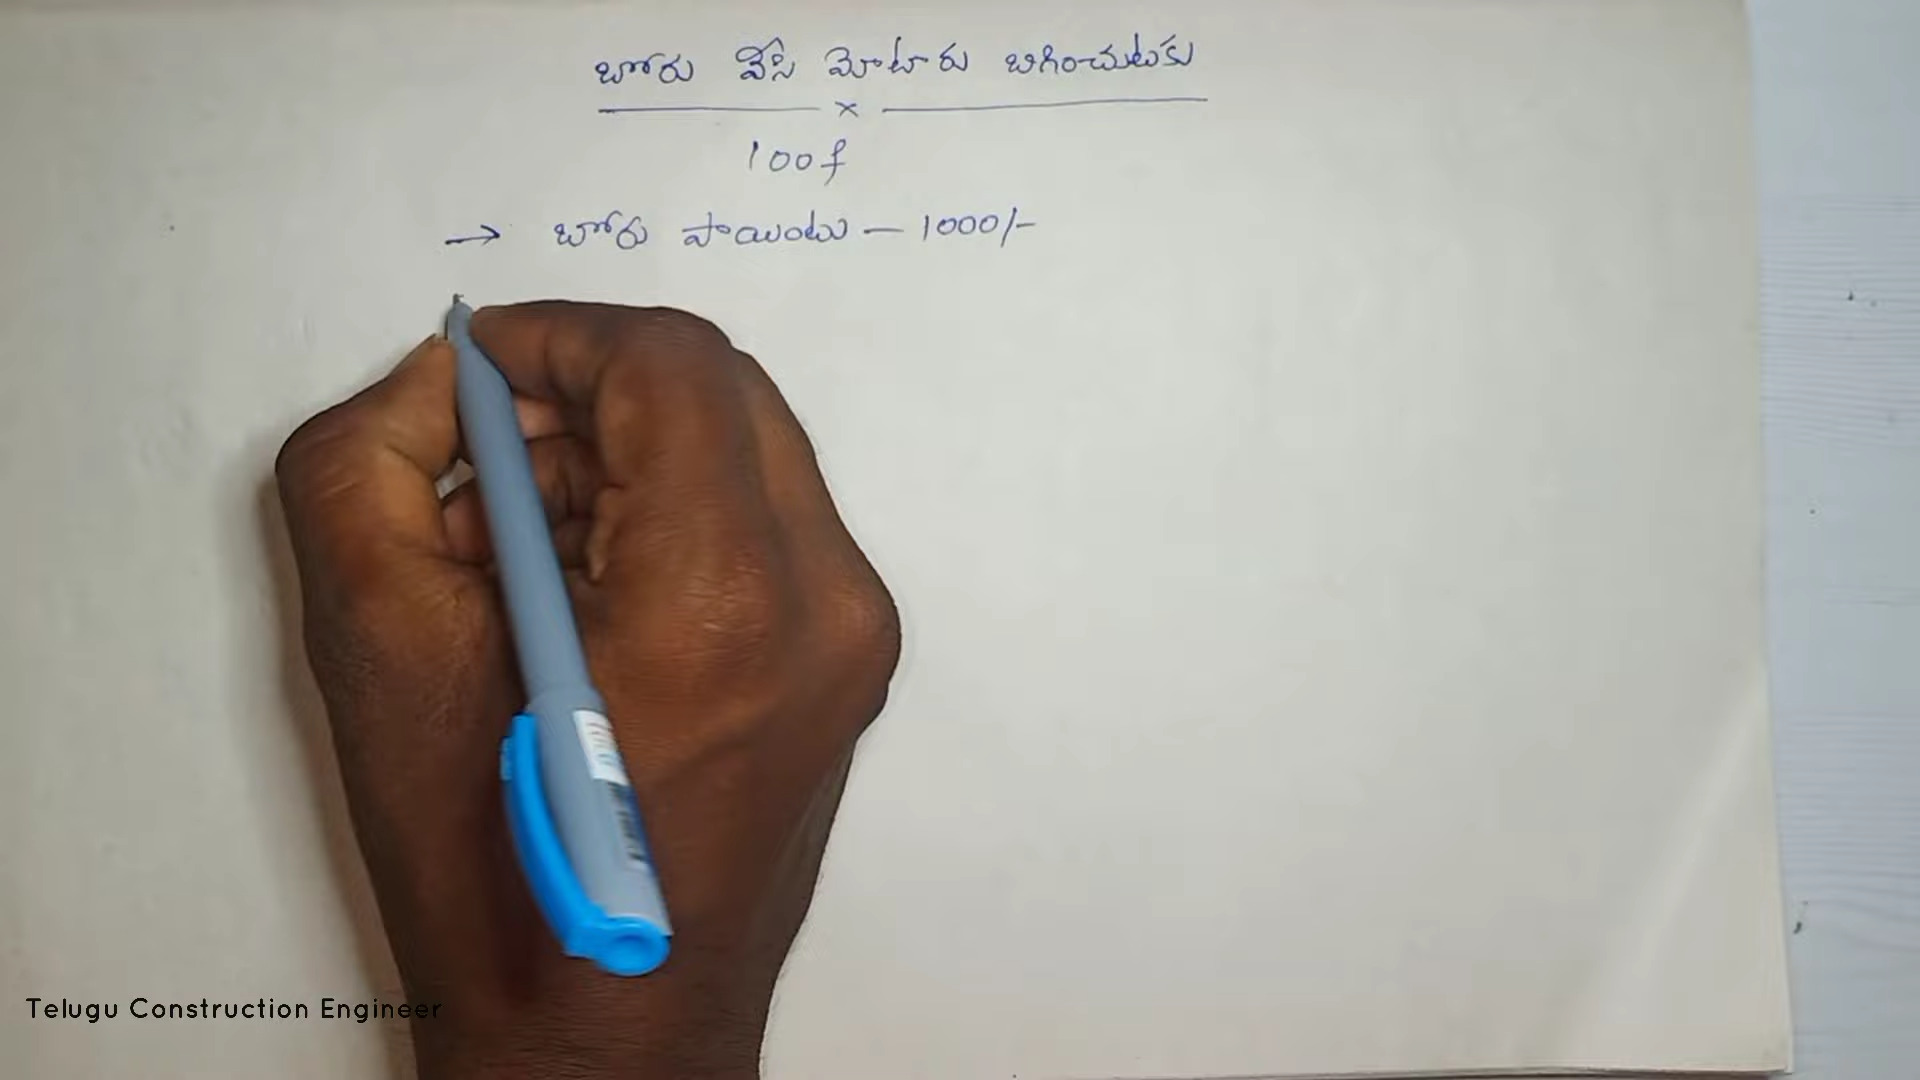 బోరు వేసి మోటారు బిగించుటకు
x
100f
→ బోరు పాయింటు — 1000/-
Telugu Construction Engineer